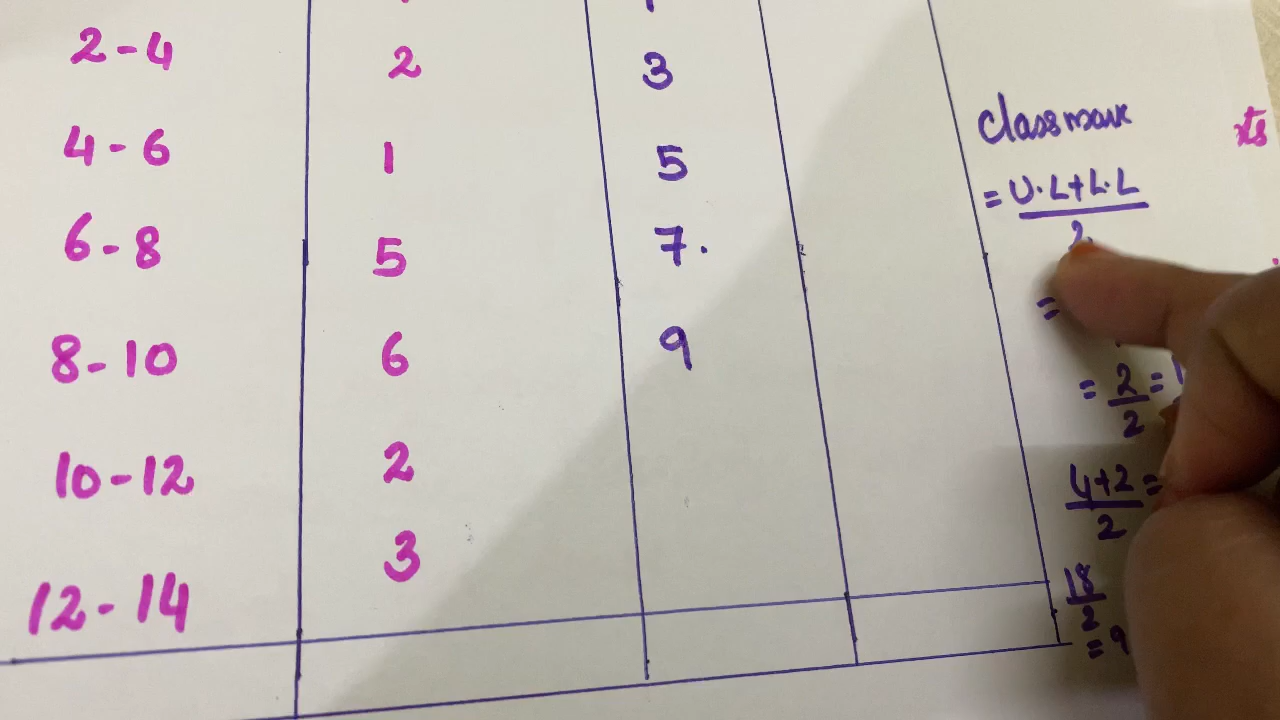 2-4 2 3
4-6 1 5
6-8 5 7.
8-10 6 9
10-12 2
12-14 3
Class mark
= U.L+L.L
2
=
= 2/2 =
4+2/2 =
18/2
= 9